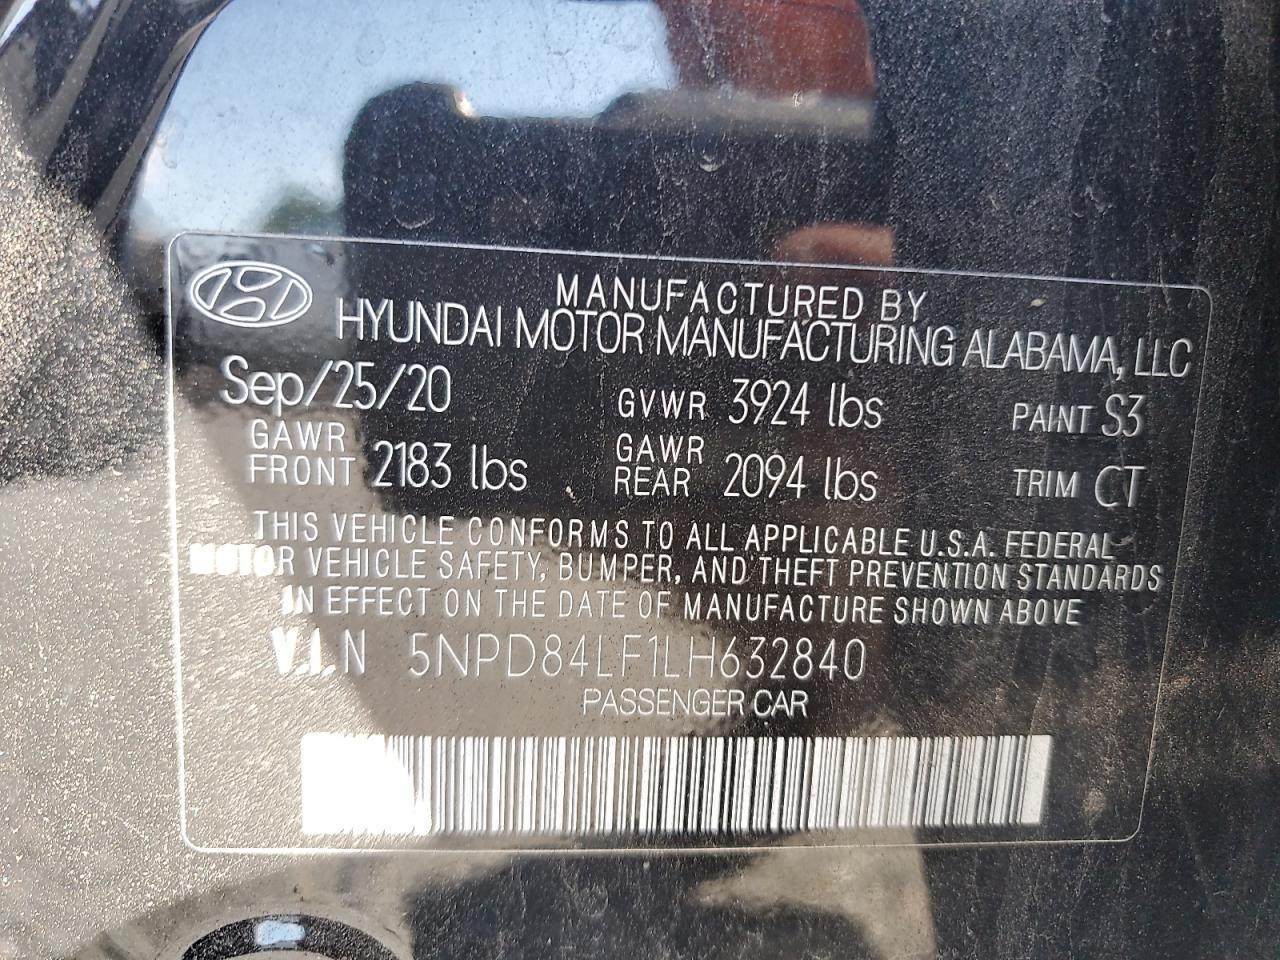 MANUFACTURED BY
HYUNDAI MOTOR MANUFACTURING ALABAMA, LLC
Sep/25/20 GVWR 3924 lbs PAINT S3
GAWR FRONT 2183 lbs GAWR REAR 2094 lbs TRIM CT
THIS VEHICLE CONFORMS TO ALL APPLICABLE U.S.A. FEDERAL
MOTOR VEHICLE SAFETY, BUMPER, AND THEFT PREVENTION STANDARDS
IN EFFECT ON THE DATE OF MANUFACTURE SHOWN ABOVE
V.I.N 5NPD84LF1LH632840
PASSENGER CAR